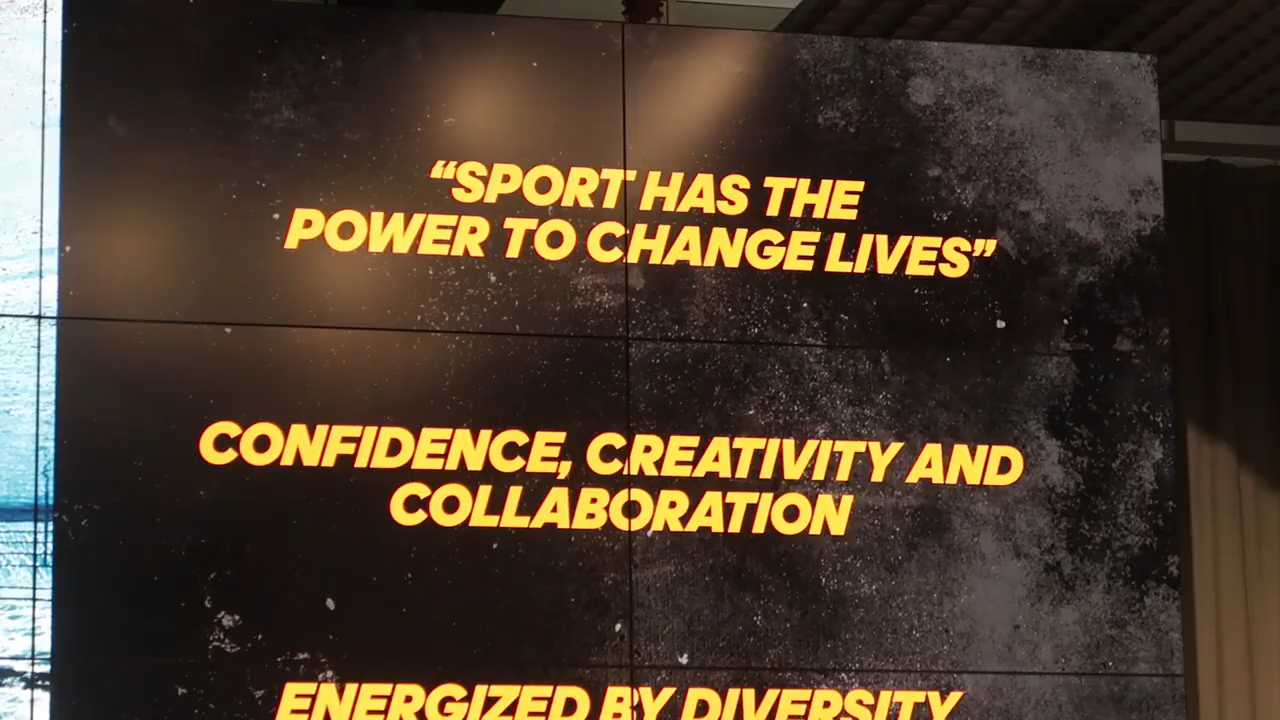 “SPORT HAS THE
POWER TO CHANGE LIVES”
CONFIDENCE, CREATIVITY AND
COLLABORATION
ENERGIZED BY DIVERSITY